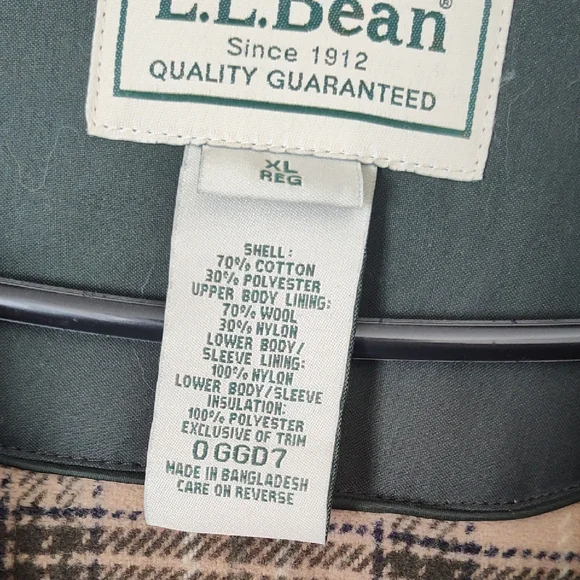 L.L.Bean®
Since 1912
QUALITY GUARANTEED
XL
REG
SHELL:
70% COTTON
30% POLYESTER
UPPER BODY LINING:
70% WOOL
30% NYLON
LOWER BODY/
SLEEVE LINING:
100% NYLON
LOWER BODY/SLEEVE
INSULATION:
100% POLYESTER
EXCLUSIVE OF TRIM
0GGD7
MADE IN BANGLADESH
CARE ON REVERSE